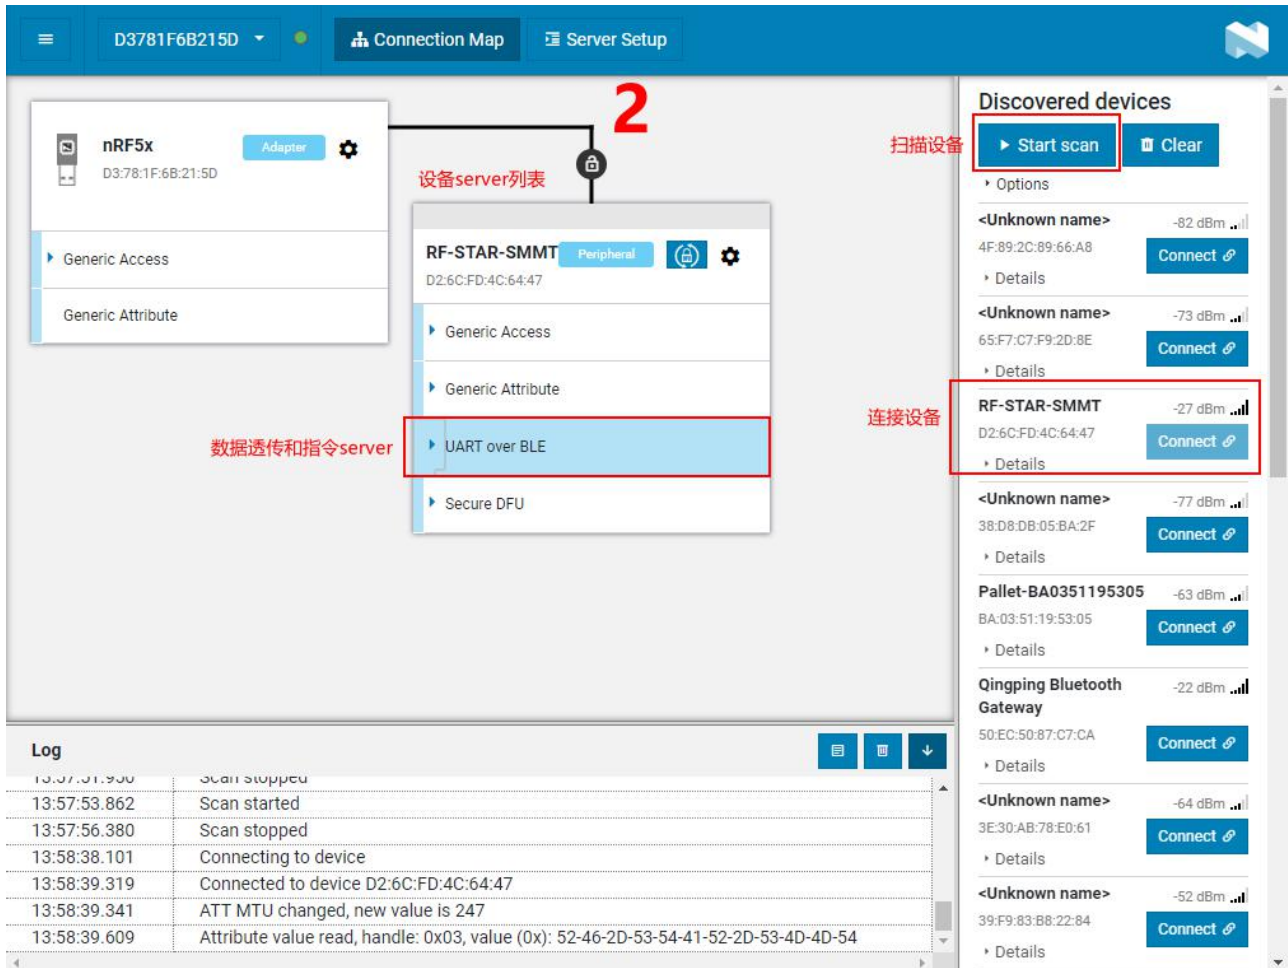 D3781F6B215D
Connection Map
Server Setup
2
nRF5x
Adapter
D3:78:1F:6B:21:5D
Generic Access
Generic Attribute
设备server列表
RF-STAR-SMMT
Peripheral
D2:6C:FD:4C:64:47
Generic Access
Generic Attribute
数据透传和指令server
UART over BLE
Secure DFU
Discovered devices
扫描设备
Start scan
Clear
Options
<Unknown name>
-82 dBm
4F:89:2C:89:66:A8
Connect
Details
<Unknown name>
-73 dBm
65:F7:C7:F9:2D:8E
Connect
Details
连接设备
RF-STAR-SMMT
-27 dBm
D2:6C:FD:4C:64:47
Connect
Details
<Unknown name>
-77 dBm
38:D8:DB:05:BA:2F
Connect
Details
Pallet-BA0351195305
-63 dBm
BA:03:51:19:53:05
Connect
Details
Qingping Bluetooth
Gateway
-22 dBm
50:EC:50:87:C7:CA
Connect
Details
<Unknown name>
-64 dBm
3E:30:AB:78:E0:61
Connect
Details
<Unknown name>
-52 dBm
39:F9:83:B8:22:84
Connect
Details
Log
13:57:51.950 Scan stopped
13:57:53.862 Scan started
13:57:56.380 Scan stopped
13:58:38.101 Connecting to device
13:58:39.319 Connected to device D2:6C:FD:4C:64:47
13:58:39.341 ATT MTU changed, new value is 247
13:58:39.609 Attribute value read, handle: 0x03, value (0x): 52-46-2D-53-54-41-52-2D-53-4D-4D-54